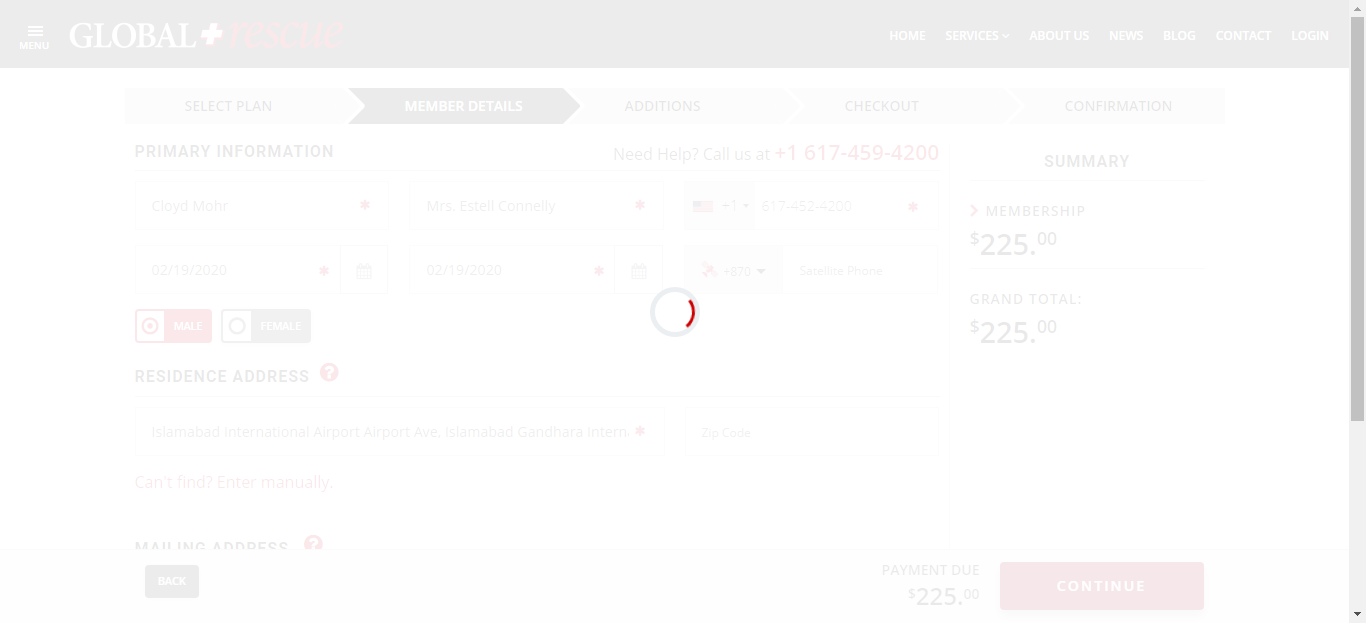 MENU
GLOBAL rescue
HOME SERVICES ABOUT US NEWS BLOG CONTACT LOGIN
SELECT PLAN MEMBER DETAILS ADDITIONS CHECKOUT CONFIRMATION
PRIMARY INFORMATION
Need Help? Call us at +1 617-459-4200
Cloyd Mohr
Mrs. Estell Connelly
+1 617-452-4200
02/19/2020
02/19/2020
+870 Satellite Phone
MALE FEMALE
RESIDENCE ADDRESS
Islamabad International Airport Airport Ave, Islamabad Gandhara Intern
Zip Code
Can't find? Enter manually.
MAILING ADDRESS
SUMMARY
MEMBERSHIP
$225.00
GRAND TOTAL:
$225.00
BACK
PAYMENT DUE
$225.00
CONTINUE